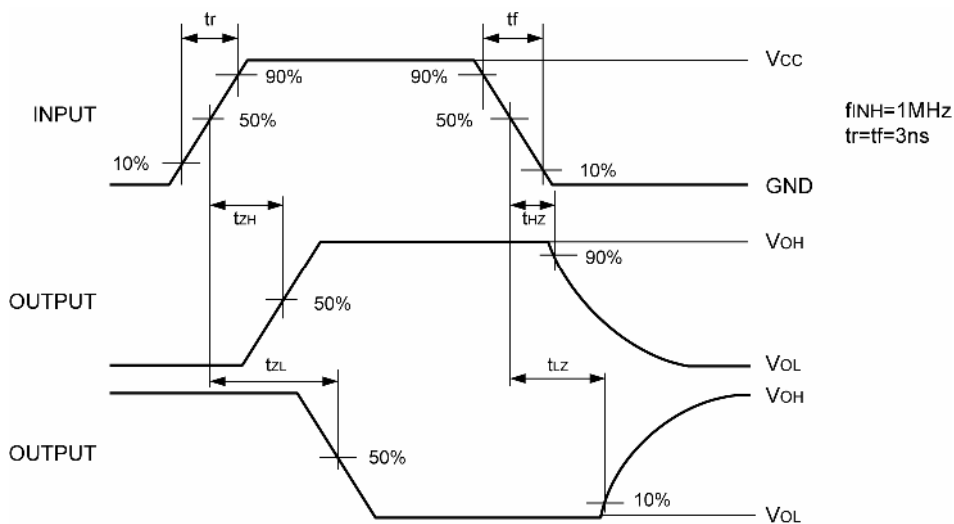 tr
tf
VCC
90%
90%
INPUT
50%
50%
fINH=1MHz
tr=tf=3ns
10%
10%
GND
tZH
tHZ
VOH
90%
OUTPUT
50%
tZL
tLZ
VOL
VOH
OUTPUT
50%
10%
VOL